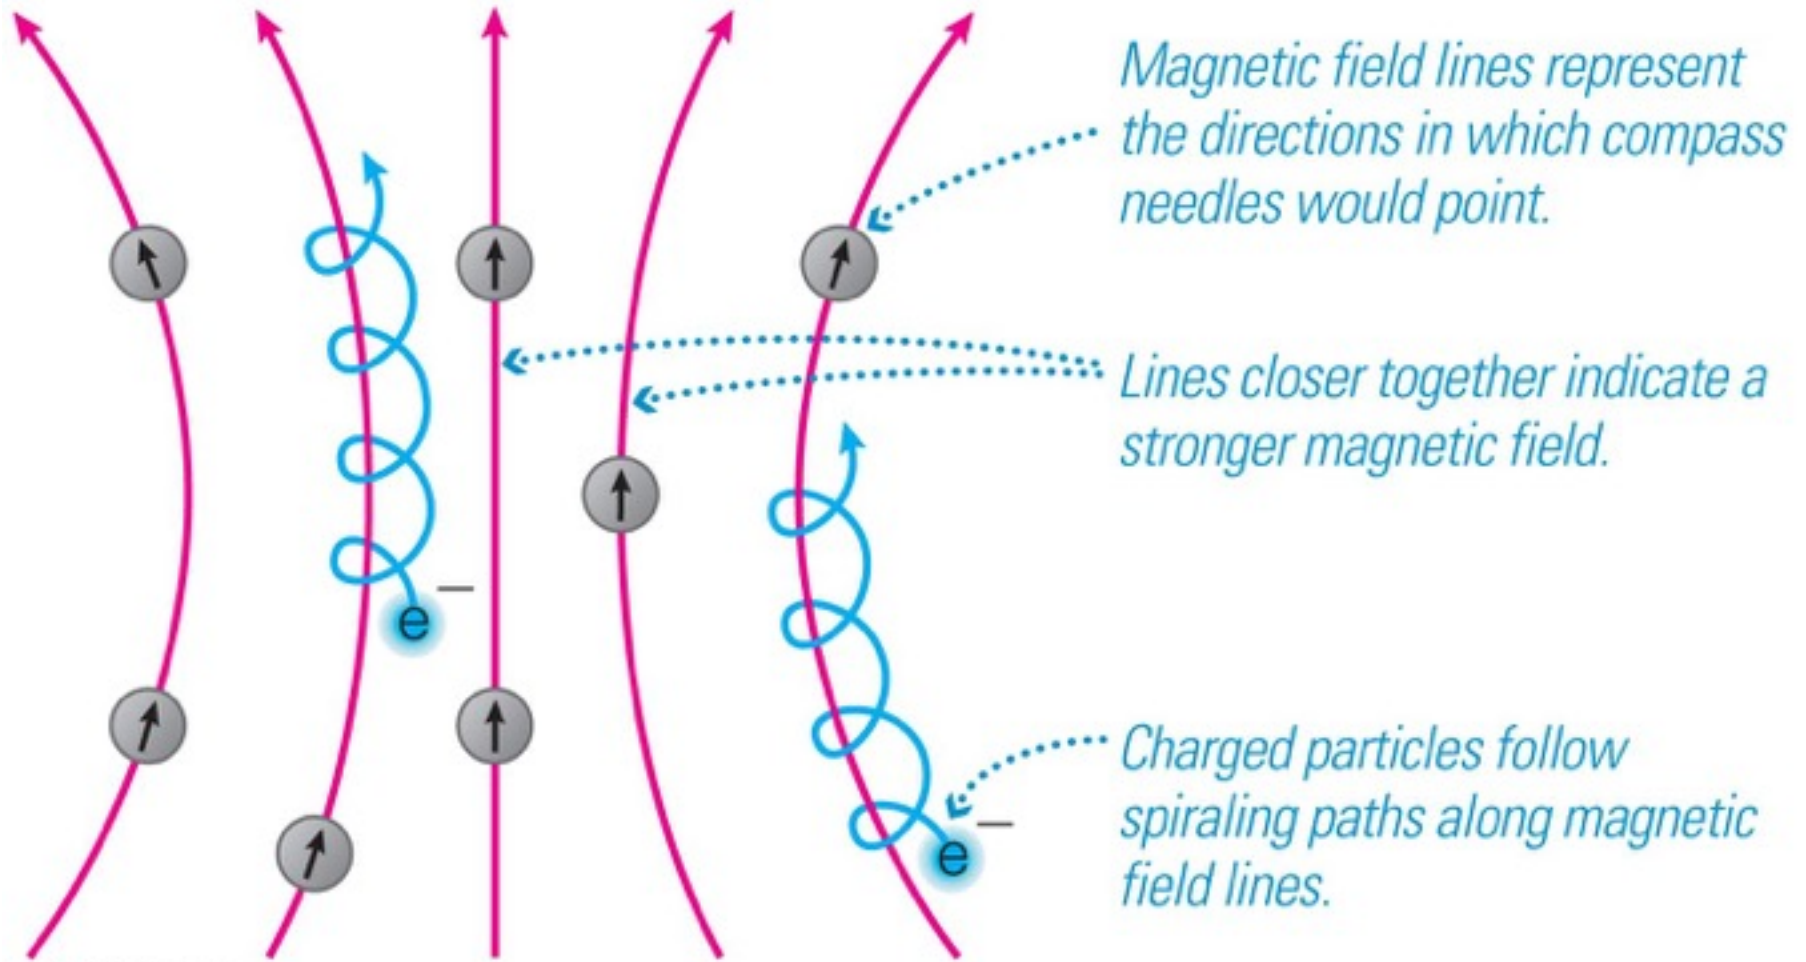 Magnetic field lines represent
the directions in which compass
needles would point.
Lines closer together indicate a
stronger magnetic field.
e−
Charged particles follow
spiraling paths along magnetic
field lines.
e−